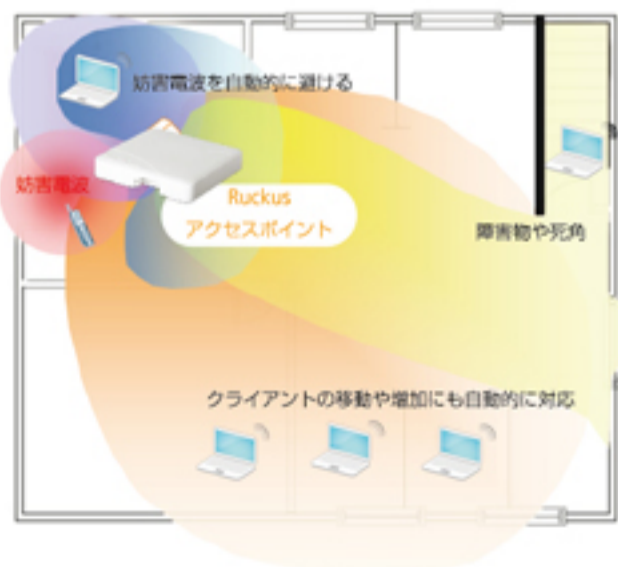 妨害電波を自動的に避ける
妨害電波
Ruckus
アクセスポイント
障害物や死角
クライアントの移動や増加にも自動的に対応